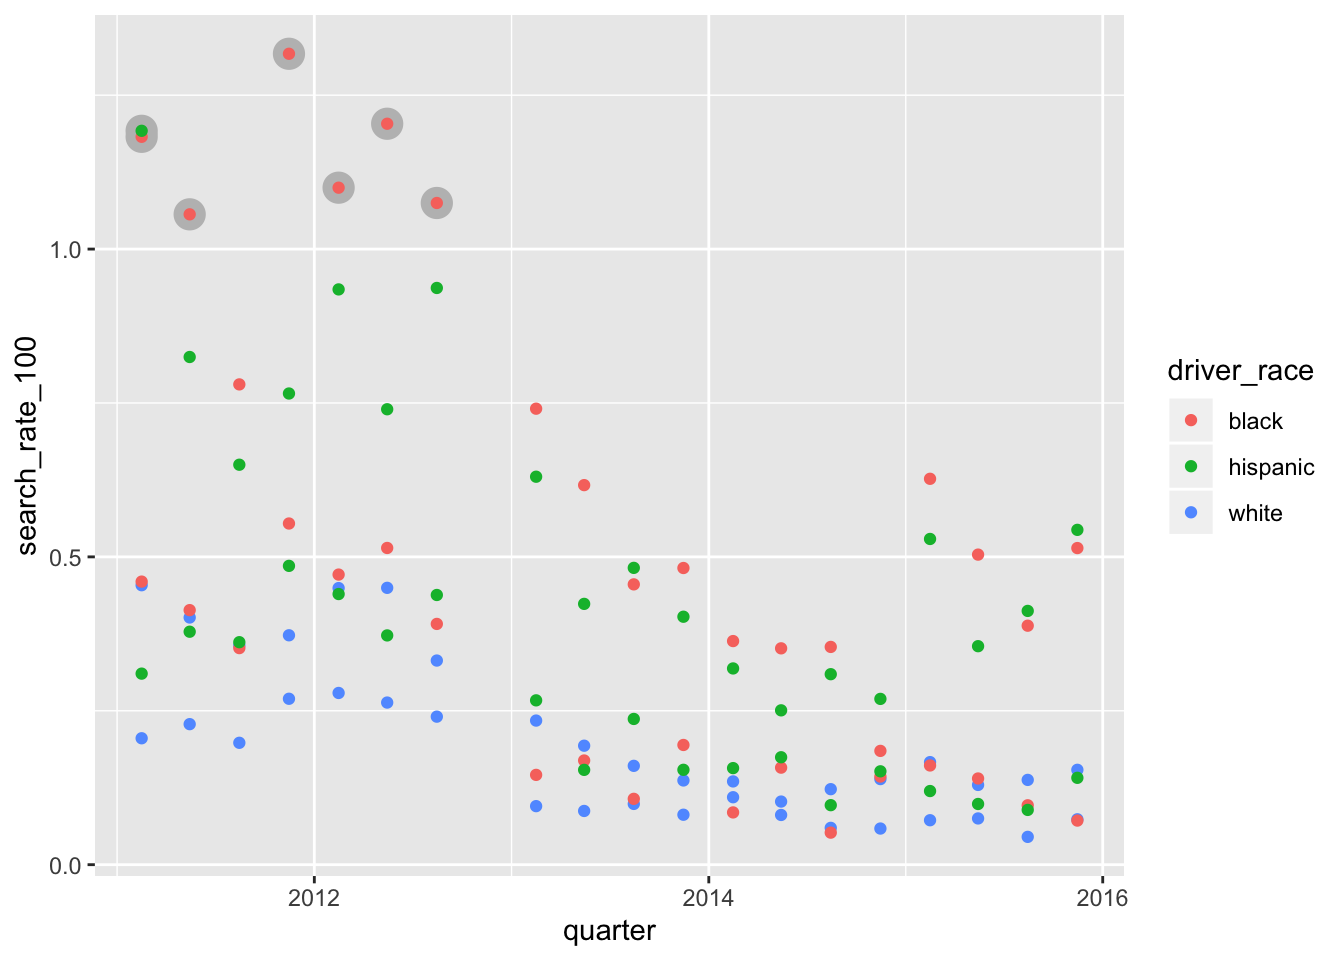 1.0
0.5
0.0
search_rate_100
2012
2014
2016
quarter
driver_race
black
hispanic
white